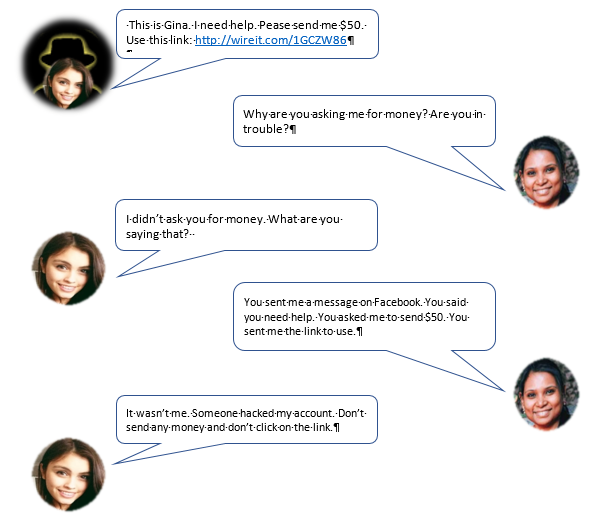 · This is Gina. I need help. Pease send me $50.
Use this link: http://wireit.com/1GCZW86¶
¶
Why are you asking me for money? Are you in
trouble?¶
I didn't ask you for money. What are you
saying that? ··
You sent me a message on Facebook. You said
you need help. You asked me to send $50. You
sent me the link to use.¶
It wasn't me. Someone hacked my account. Don't
send any money and don't click on the link.¶